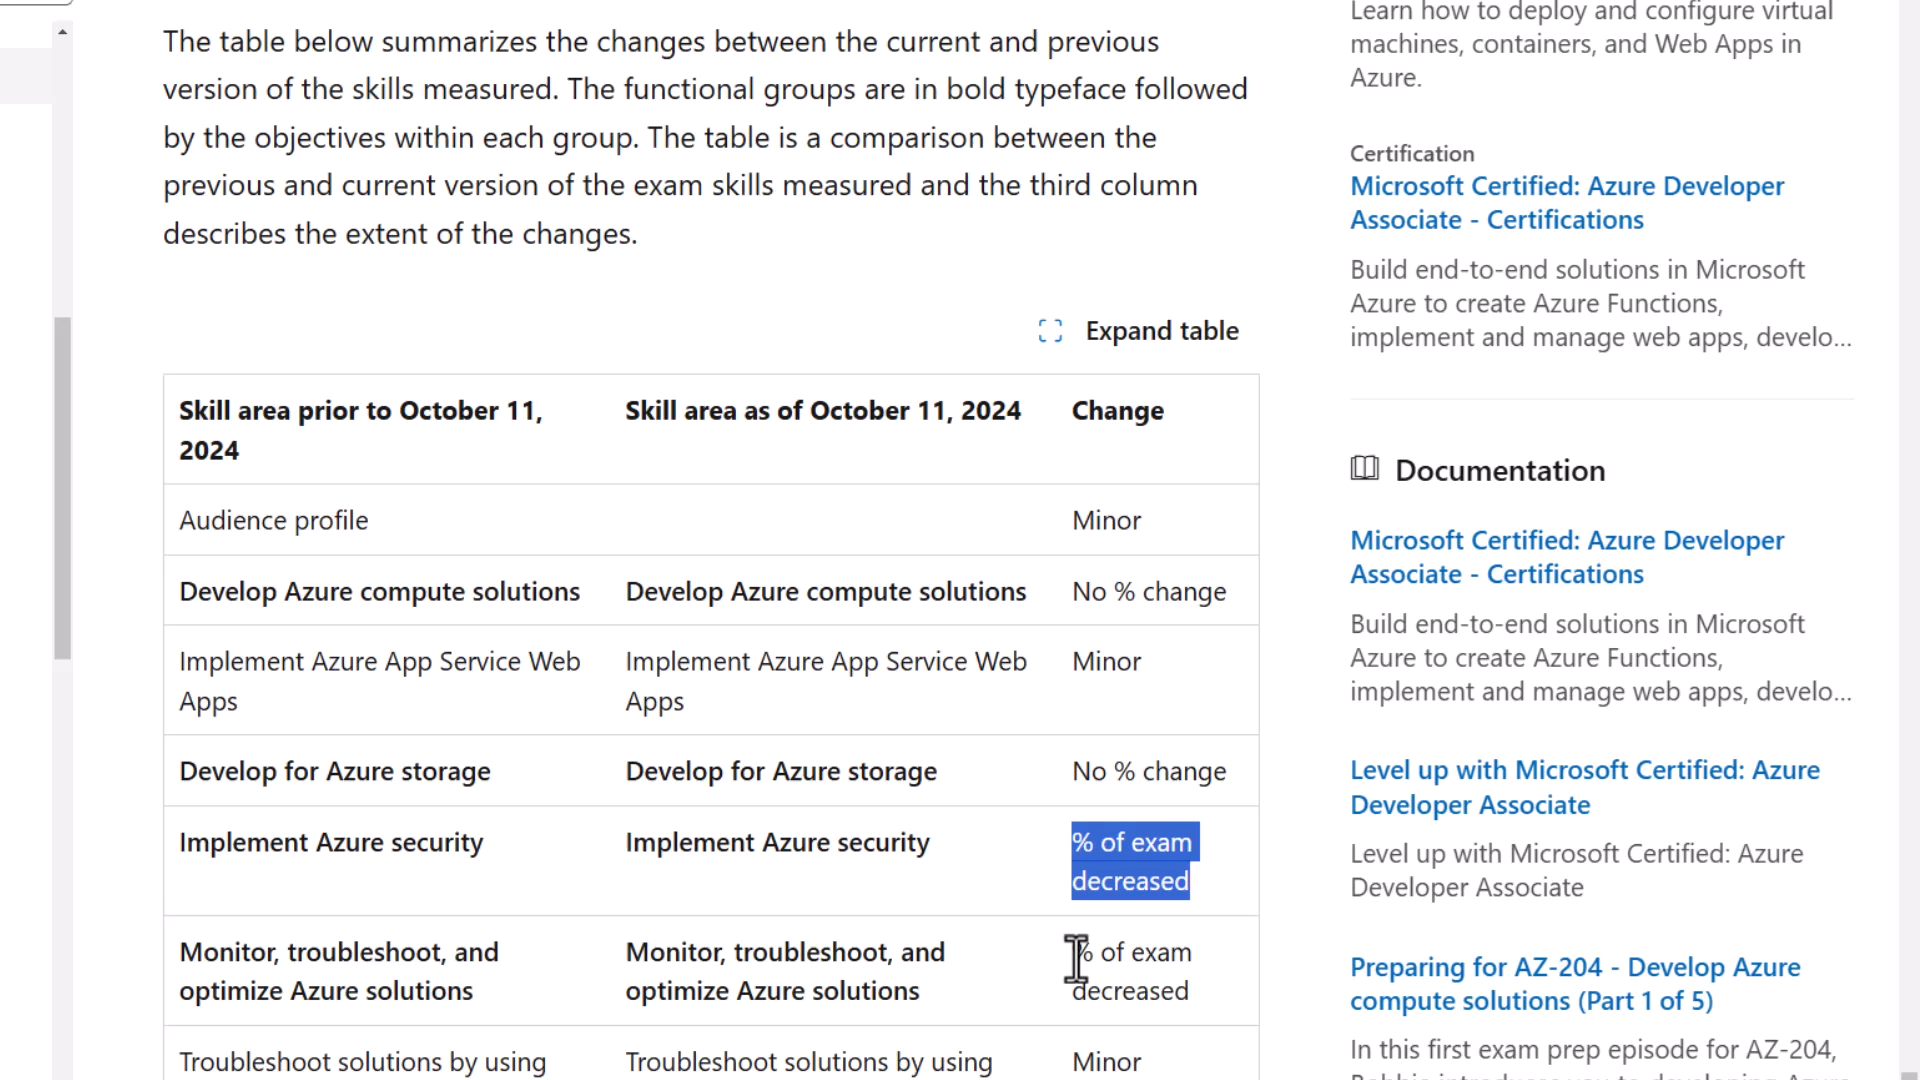 The table below summarizes the changes between the current and previous
version of the skills measured. The functional groups are in bold typeface followed
by the objectives within each group. The table is a comparison between the
previous and current version of the exam skills measured and the third column
describes the extent of the changes.
Expand table
Skill area prior to October 11,
2024
Skill area as of October 11, 2024
Change
Audience profile
Minor
Develop Azure compute solutions
Develop Azure compute solutions
No % change
Implement Azure App Service Web
Apps
Implement Azure App Service Web
Apps
Minor
Develop for Azure storage
Develop for Azure storage
No % change
Implement Azure security
Implement Azure security
% of exam
decreased
Monitor, troubleshoot, and
optimize Azure solutions
Monitor, troubleshoot, and
optimize Azure solutions
% of exam
decreased
Troubleshoot solutions by using
Troubleshoot solutions by using
Minor
Learn how to deploy and configure virtual
machines, containers, and Web Apps in
Azure.
Certification
Microsoft Certified: Azure Developer
Associate - Certifications
Build end-to-end solutions in Microsoft
Azure to create Azure Functions,
implement and manage web apps, develo...
Documentation
Microsoft Certified: Azure Developer
Associate - Certifications
Build end-to-end solutions in Microsoft
Azure to create Azure Functions,
implement and manage web apps, develo...
Level up with Microsoft Certified: Azure
Developer Associate
Level up with Microsoft Certified: Azure
Developer Associate
Preparing for AZ-204 - Develop Azure
compute solutions (Part 1 of 5)
In this first exam prep episode for AZ-204,